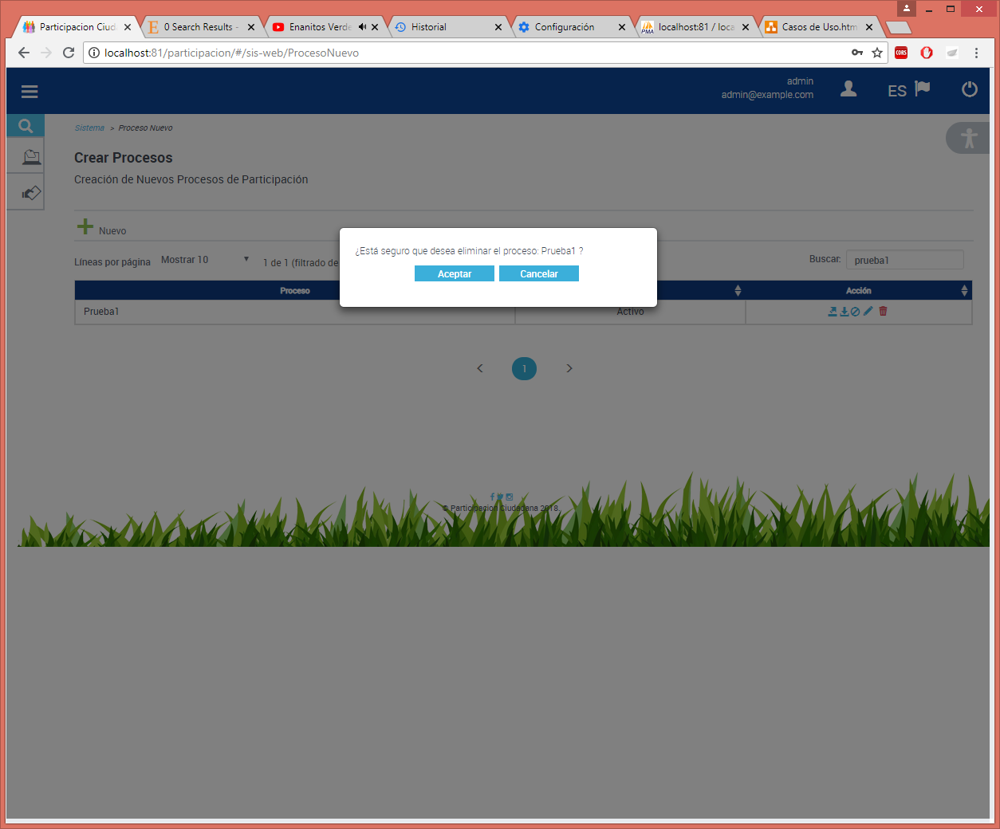 Participacion Ciud
0 Search Results -
Enanitos Verde
Historial
Configuración
localhost:81 / loca
Casos de Uso.htm
localhost:81/participacion/#/sis-web/ProcesoNuevo
CORS
PMA
admin
admin@example.com
ES
Sistema > Proceso Nuevo
Crear Procesos
Creación de Nuevos Procesos de Participación
Nuevo
¿Está seguro que desea eliminar el proceso: Prueba1 ?
Aceptar Cancelar
Líneas por página Mostrar 10 1 de 1 (filtrado de
Buscar: prueba1
Proceso Acción
Prueba1 Activo
1
© Participacion Ciudadana 2018.